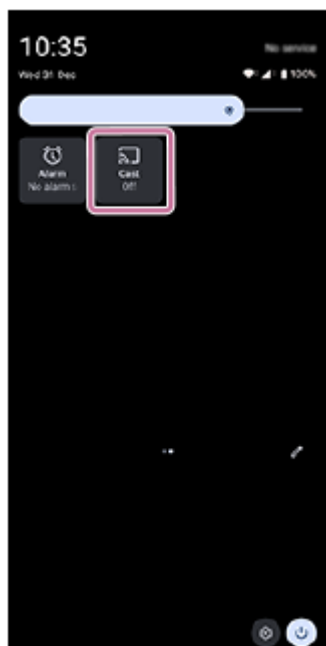 10:35
No service
Wed 31 Dec
100%
Alarm
No alarm s
Cast
Off